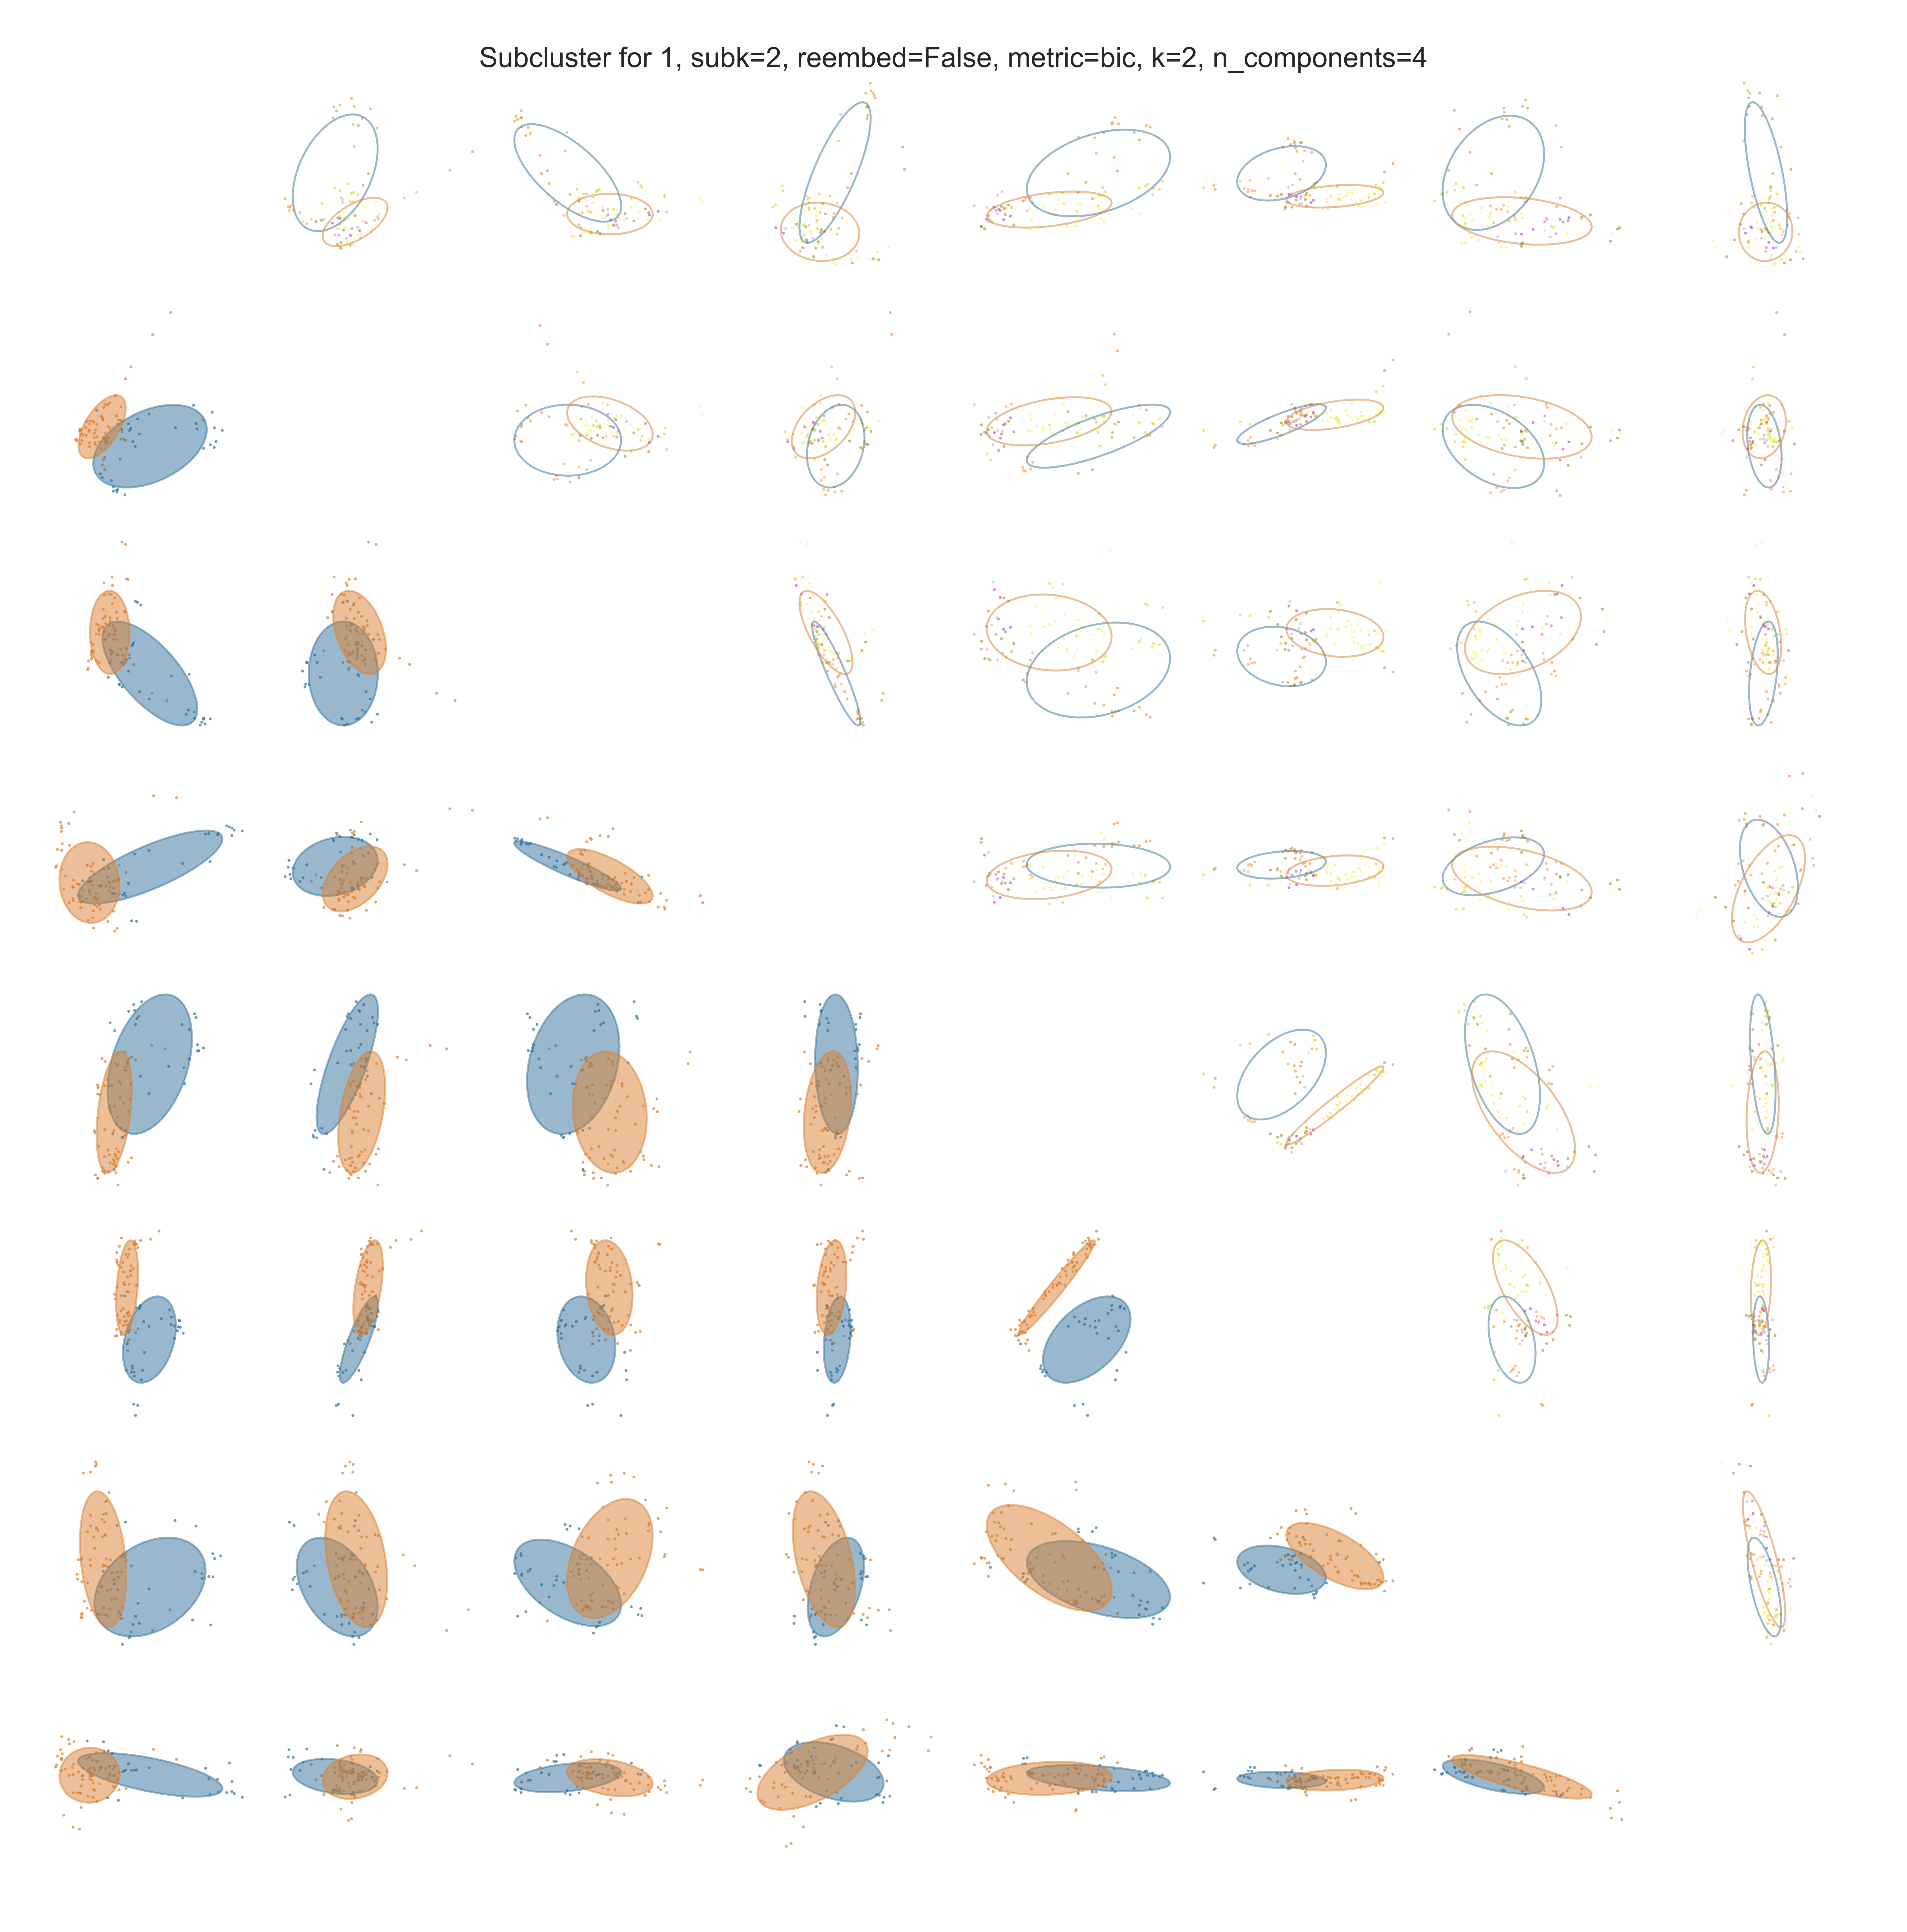 Subcluster for 1, subk=2, reembed=False, metric=bic, k=2, n_components=4